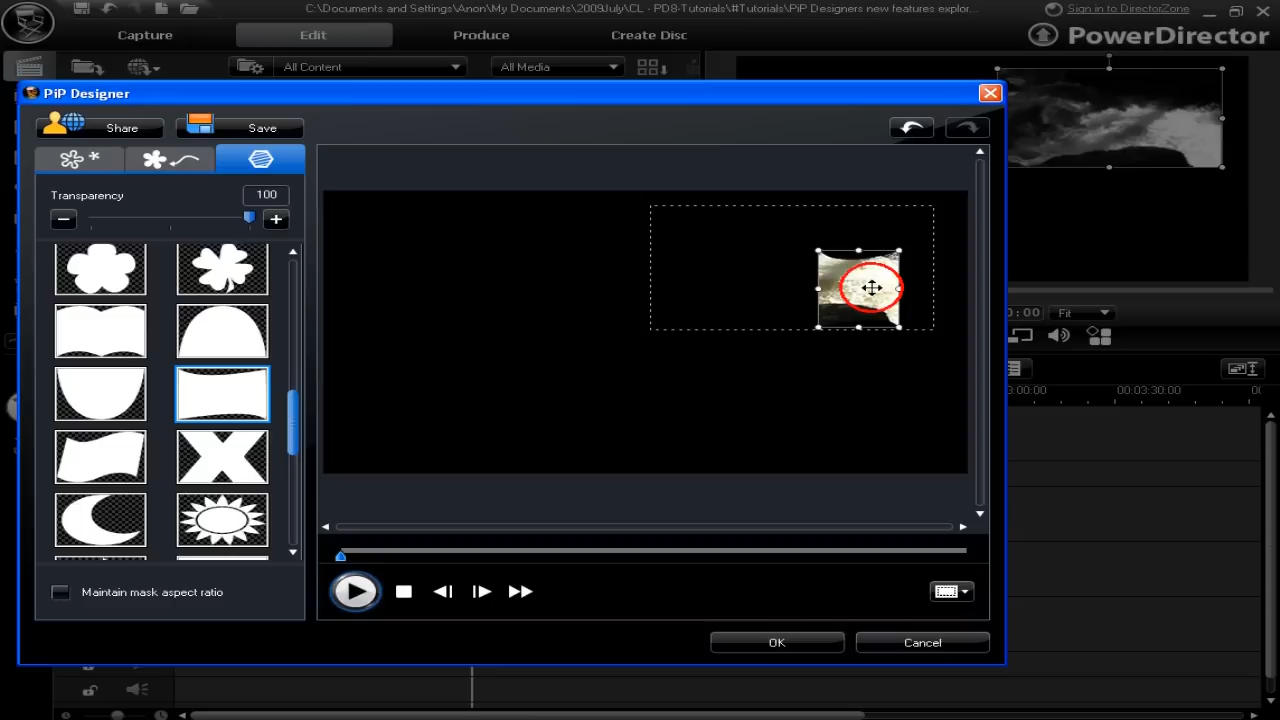 C:\Documents and Settings\Anon\My Documents\2009July\CL - PD8-Tutorials\#Tutorials\PiP Designers new features explor...
Sign in to DirectorZone
Capture
Edit
Produce
Create Disc
PowerDirector
All Content
All Media
PiP Designer
Share
Save
Transparency
100
Fit
00:03:30:00
Maintain mask aspect ratio
OK
Cancel